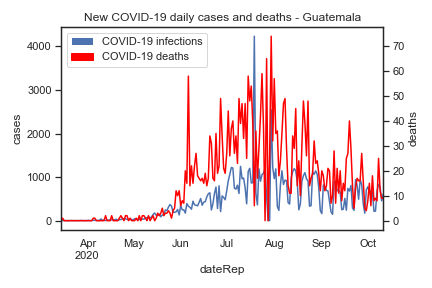 New COVID-19 daily cases and deaths - Guatemala
COVID-19 infections
COVID-19 deaths
cases
4000
3000
2000
1000
0
deaths
70
60
50
40
30
20
10
0
Apr
2020
May
Jun
Jul
Aug
Sep
Oct
dateRep